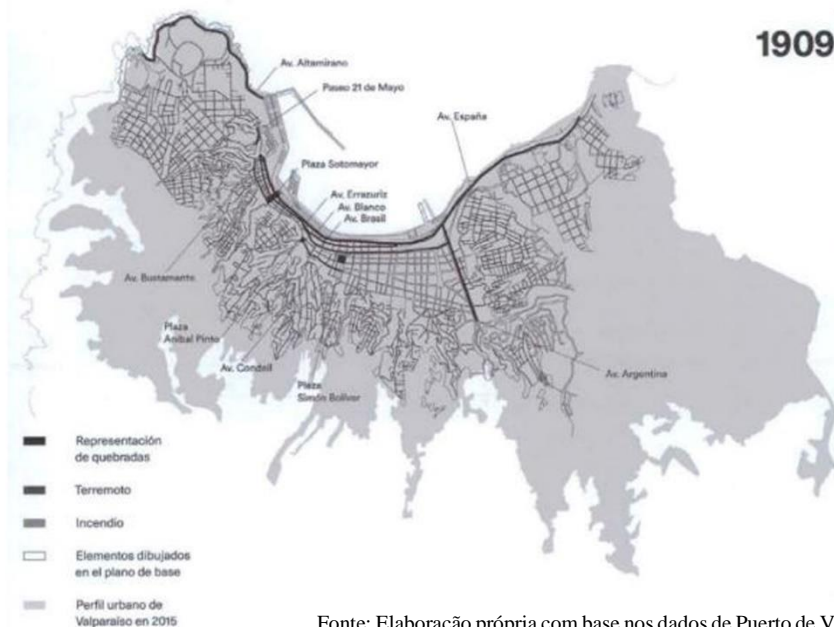 1909
Av. Altamirano
Paseo 21 de Mayo
Av. España
Plaza Sotomayor
Av. Errazuriz
Av. Blanco
Av. Brasil
Av. Bustamante
Plaza
Aníbal Pinto
Av. Condell
Plaza
Simón Bolívar
Av. Argentina
Representación
de quebradas
Terremoto
Incendio
Elementos dibujados
en el plano de base
Perfil urbano de
Valparaíso en 2015
Fonte: Elaboração própria com base nos dados de Puerto de V